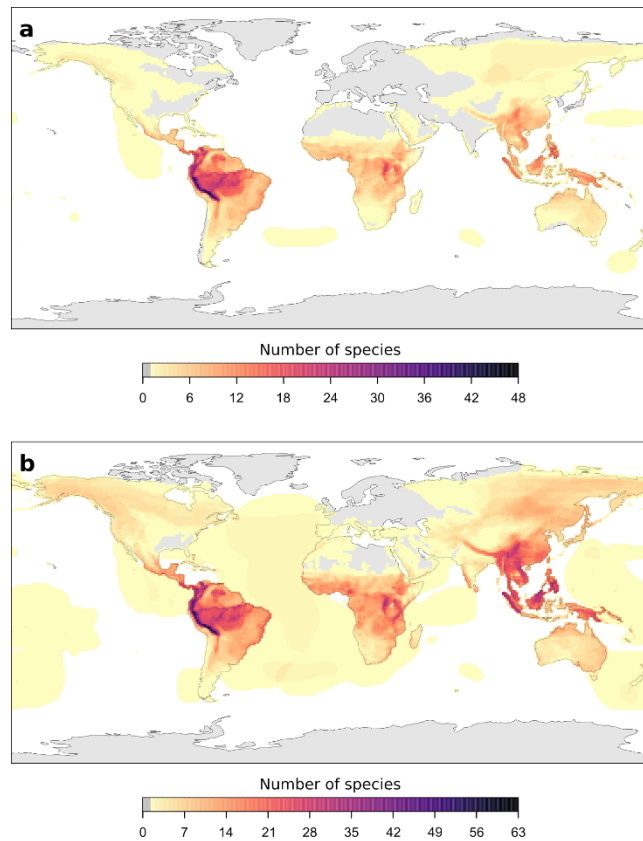 a
Number of species
0 6 12 18 24 30 36 42 48
b
Number of species
0 7 14 21 28 35 42 49 56 63